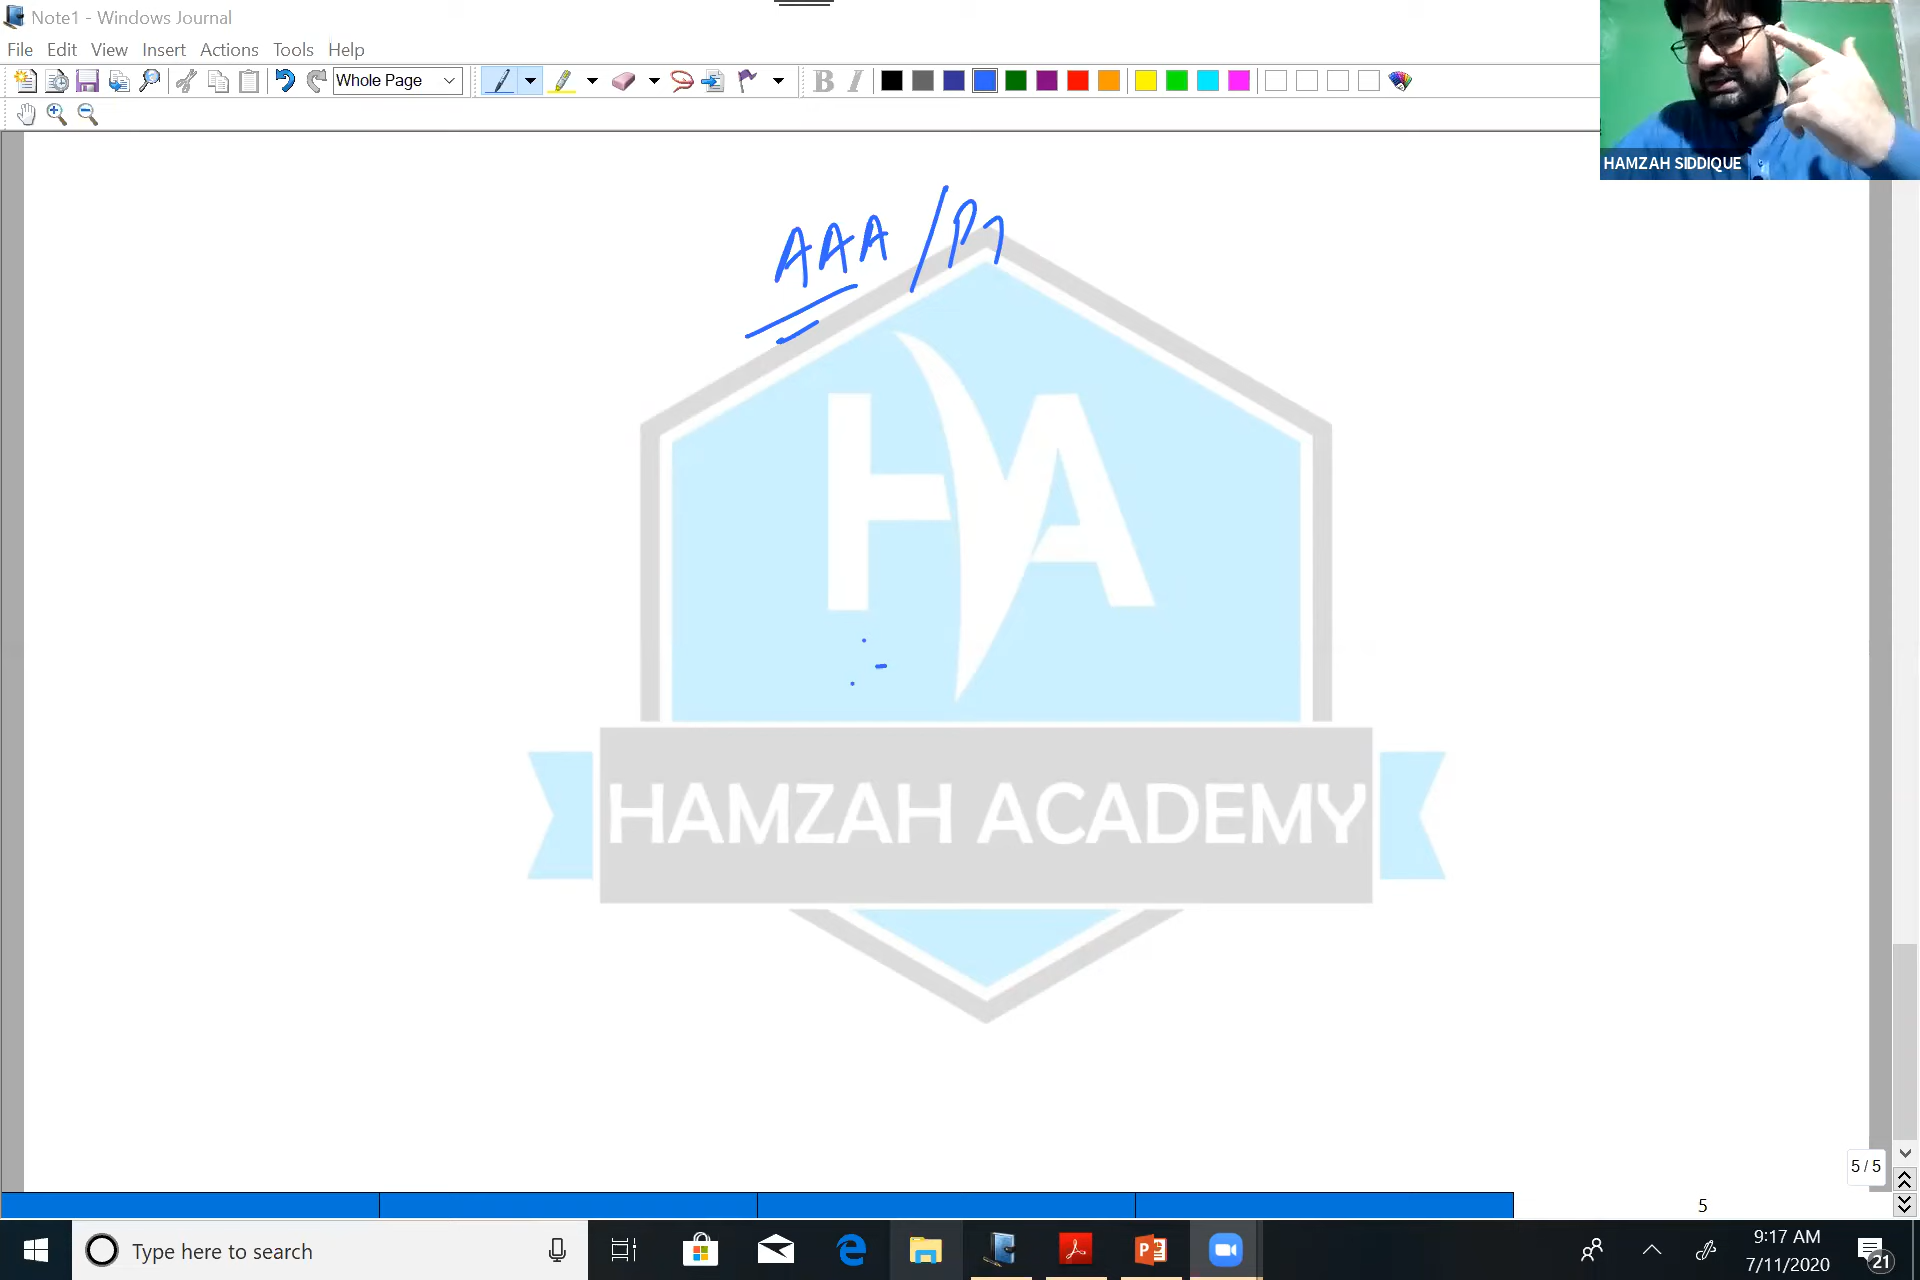 Note1 - Windows Journal
File Edit View Insert Actions Tools Help
Whole Page
B I
HAMZAH SIDDIQUE
AAA /P7
HA
HAMZAH ACADEMY
5 / 5
5
Type here to search
9:17 AM
7/11/2020
21